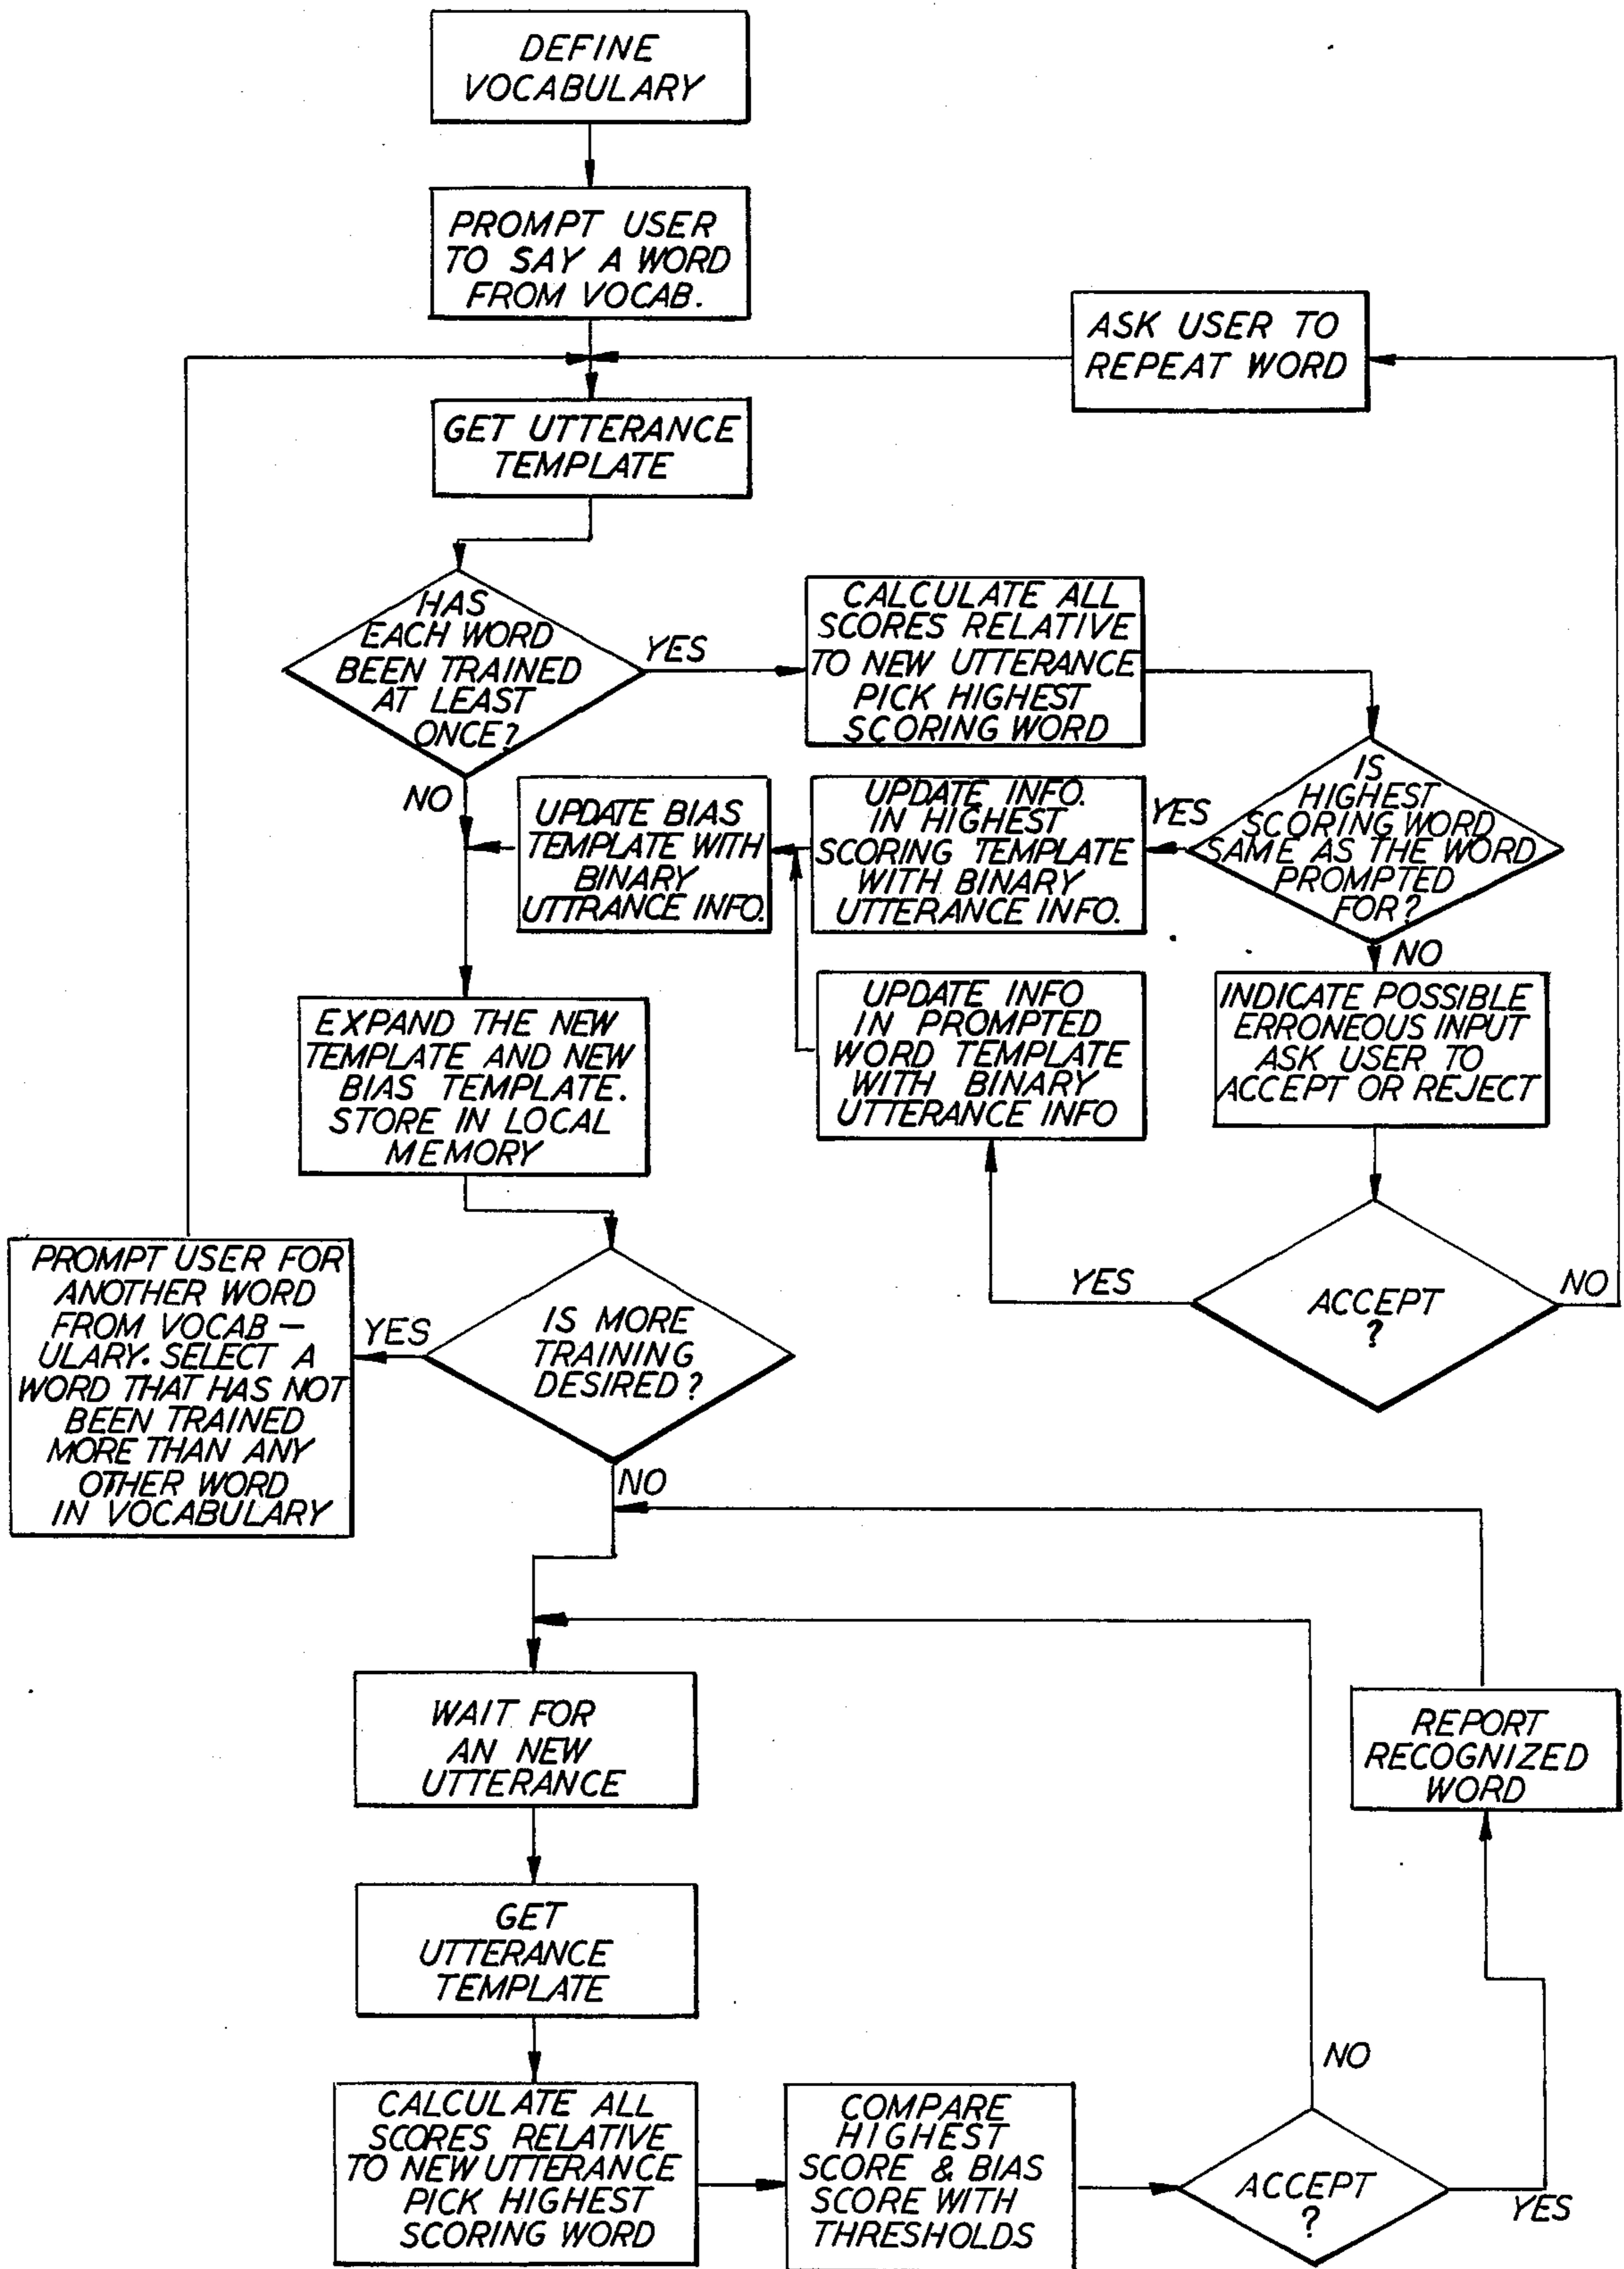 DEFINE
VOCABULARY
PROMPT USER
TO SAY A WORD
FROM VOCAB.
ASK USER TO
REPEAT WORD
GET UTTERANCE
TEMPLATE
HAS
EACH WORD
BEEN TRAINED
AT LEAST
ONCE?
YES
CALCULATE ALL
SCORES RELATIVE
TO NEW UTTERANCE
PICK HIGHEST
SCORING WORD
NO
UPDATE BIAS
TEMPLATE WITH
BINARY
UTTRANCE INFO.
UPDATE INFO.
IN HIGHEST
SCORING TEMPLATE
WITH BINARY
UTTERANCE INFO.
YES
IS
HIGHEST
SCORING WORD
SAME AS THE WORD
PROMPTED
FOR?
NO
EXPAND THE NEW
TEMPLATE AND NEW
BIAS TEMPLATE.
STORE IN LOCAL
MEMORY
UPDATE INFO
IN PROMPTED
WORD TEMPLATE
WITH BINARY
UTTERANCE INFO
INDICATE POSSIBLE
ERRONEOUS INPUT
ASK USER TO
ACCEPT OR REJECT
PROMPT USER FOR
ANOTHER WORD
FROM VOCAB -
ULARY. SELECT A
WORD THAT HAS NOT
BEEN TRAINED
MORE THAN ANY
OTHER WORD
IN VOCABULARY
YES
IS MORE
TRAINING
DESIRED?
YES
ACCEPT
?
NO
NO
WAIT FOR
AN NEW
UTTERANCE
REPORT
RECOGNIZED
WORD
GET
UTTERANCE
TEMPLATE
CALCULATE ALL
SCORES RELATIVE
TO NEW UTTERANCE
PICK HIGHEST
SCORING WORD
COMPARE
HIGHEST
SCORE & BIAS
SCORE WITH
THRESHOLDS
NO
ACCEPT
?
YES